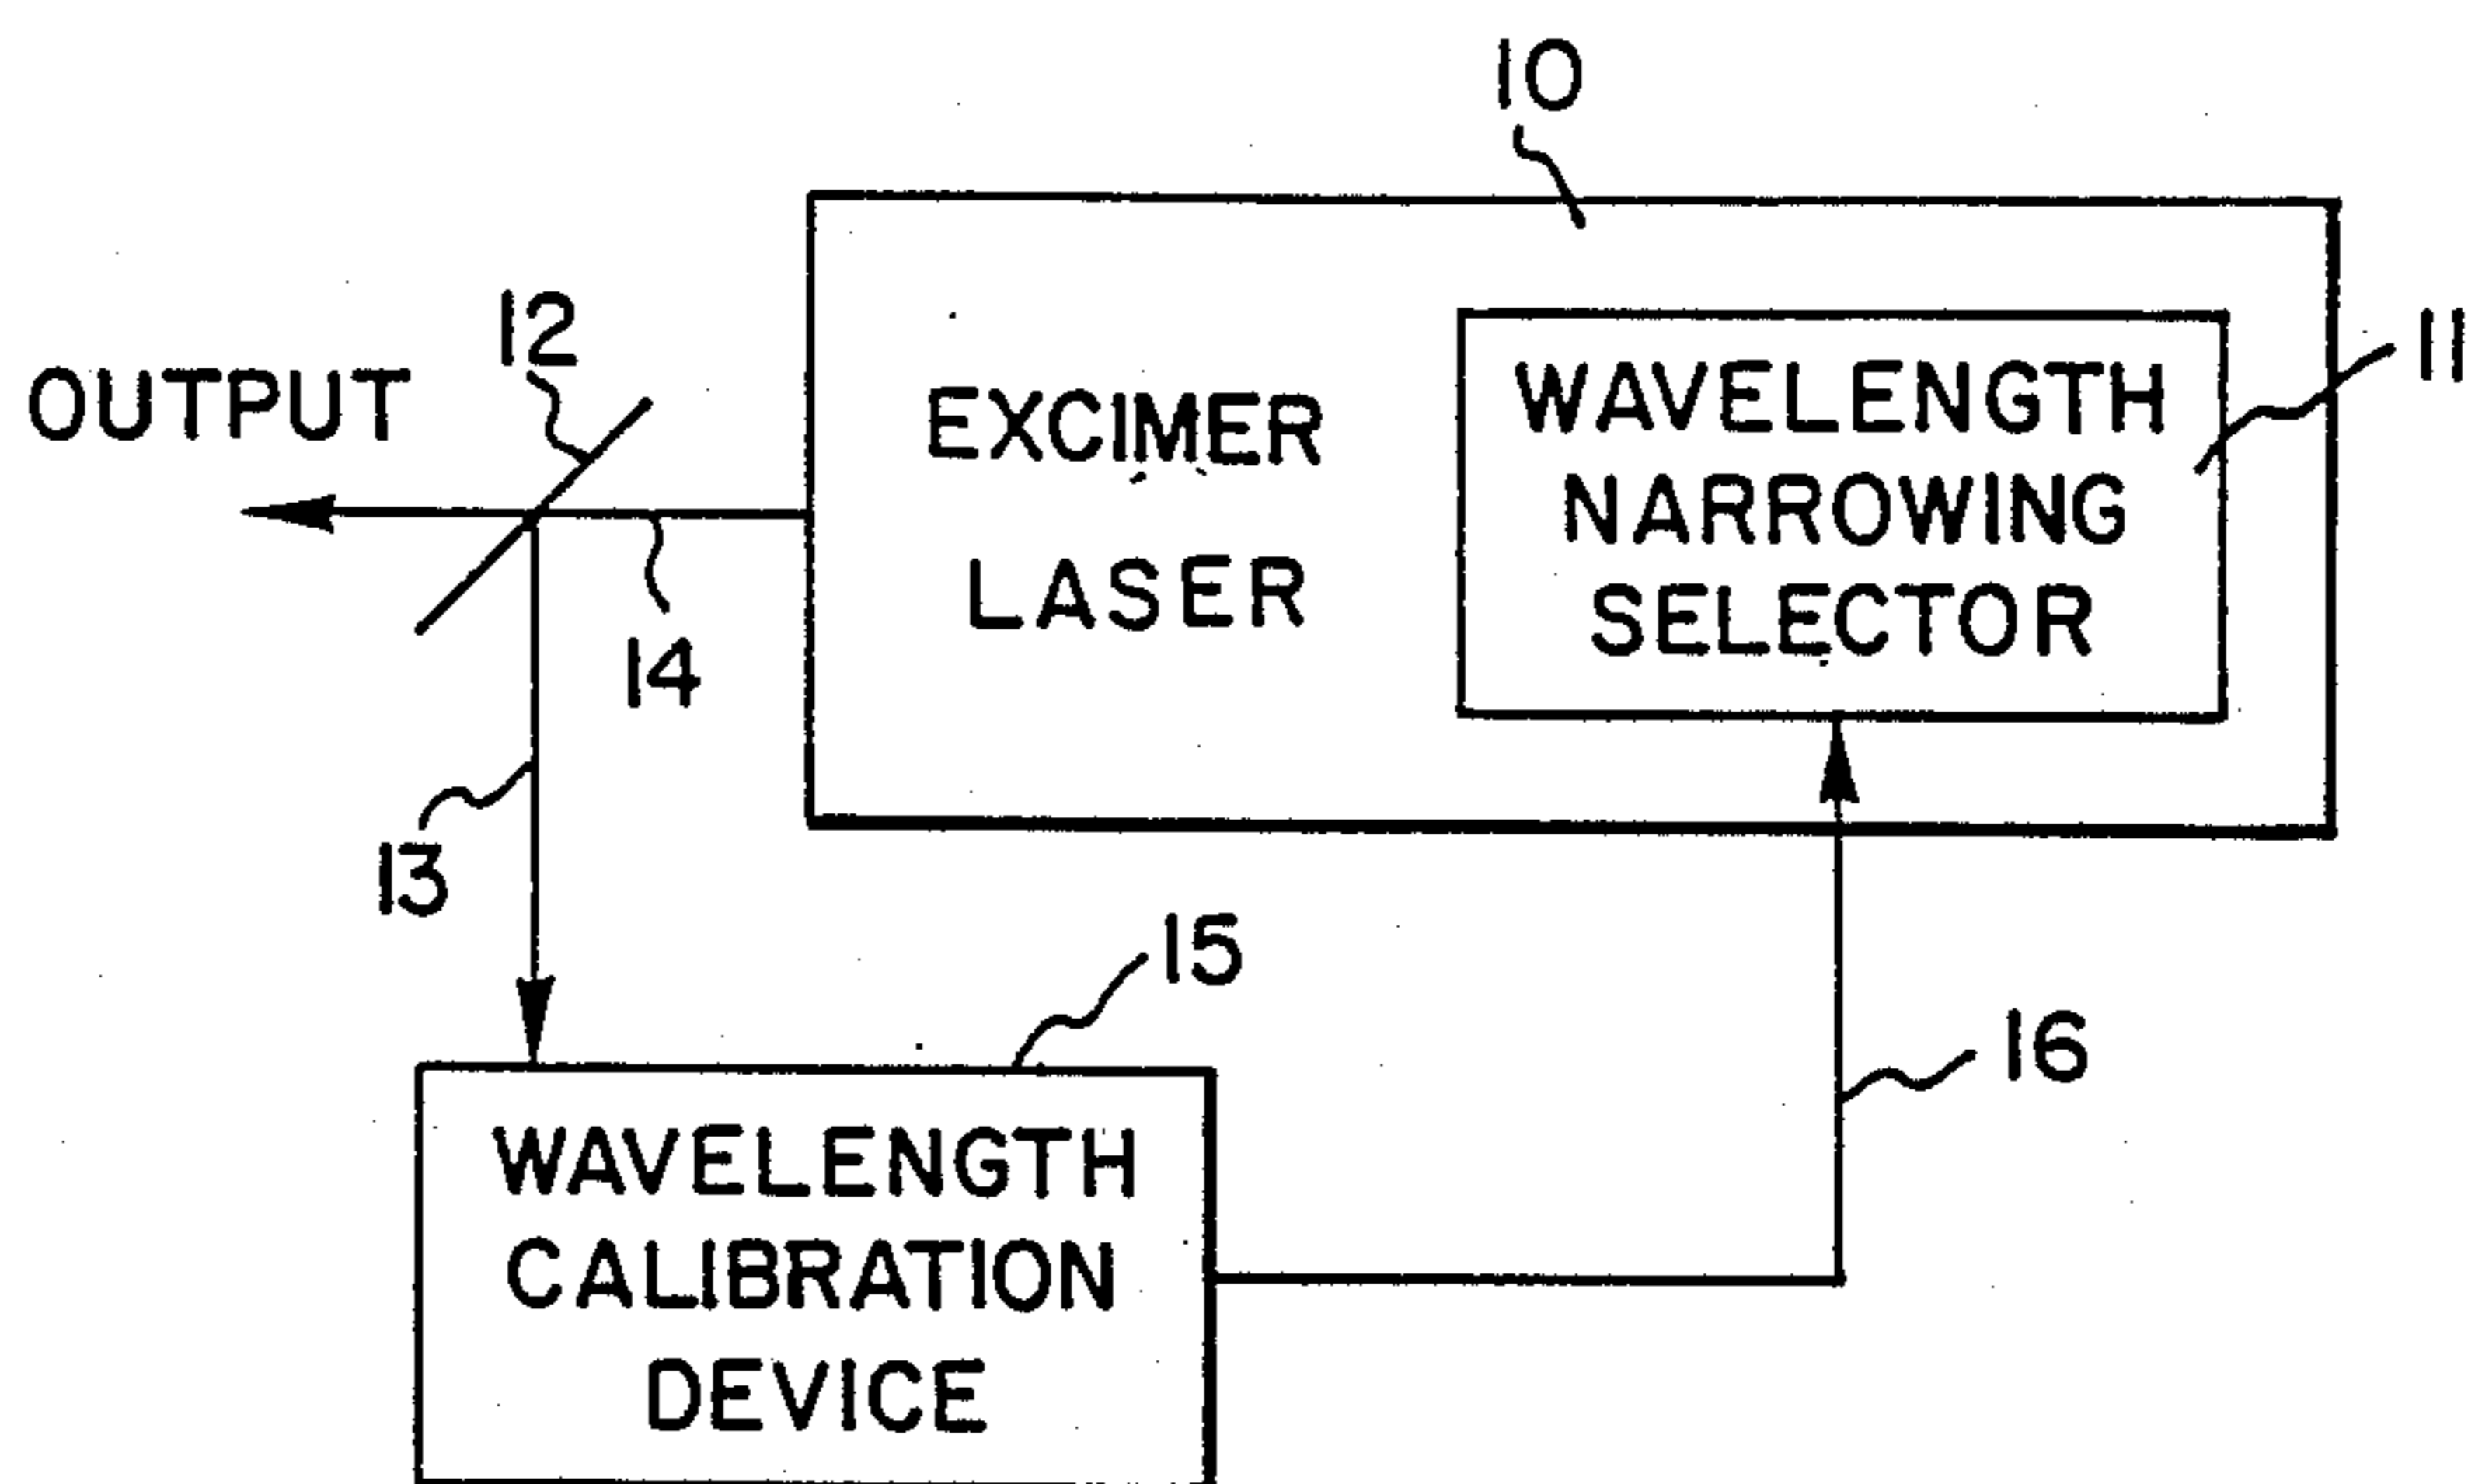 10
OUTPUT
12
EXCIMER
LASER
WAVELENGTH
NARROWING
SELECTOR
11
14
13
15
16
WAVELENGTH
CALIBRATION
DEVICE